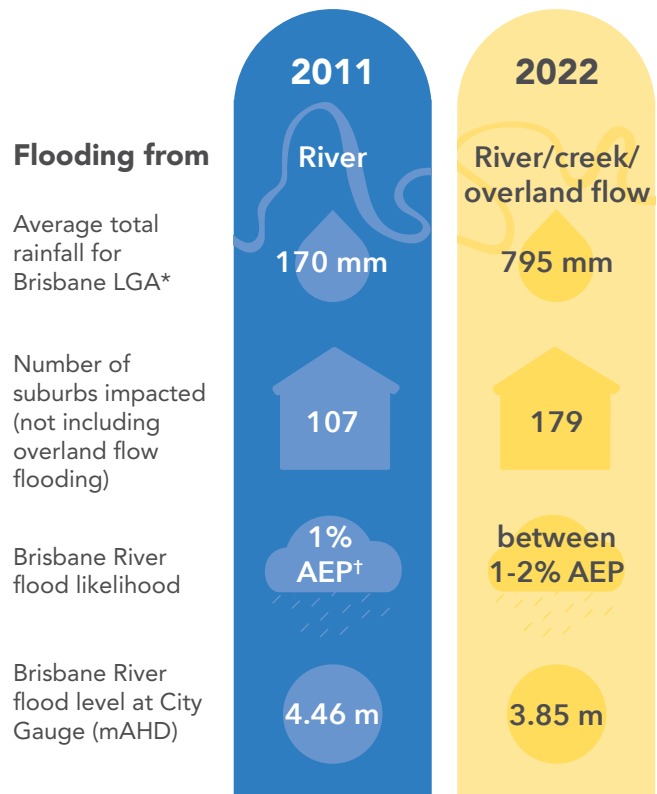 2011
2022
Flooding from
River
River/creek/
overland flow
Average total
rainfall for
Brisbane LGA*
170 mm
795 mm
Number of
suburbs impacted
(not including
overland flow
flooding)
107
179
Brisbane River
flood likelihood
1%
AEP†
between
1-2% AEP
Brisbane River
flood level at City
Gauge (mAHD)
4.46 m
3.85 m